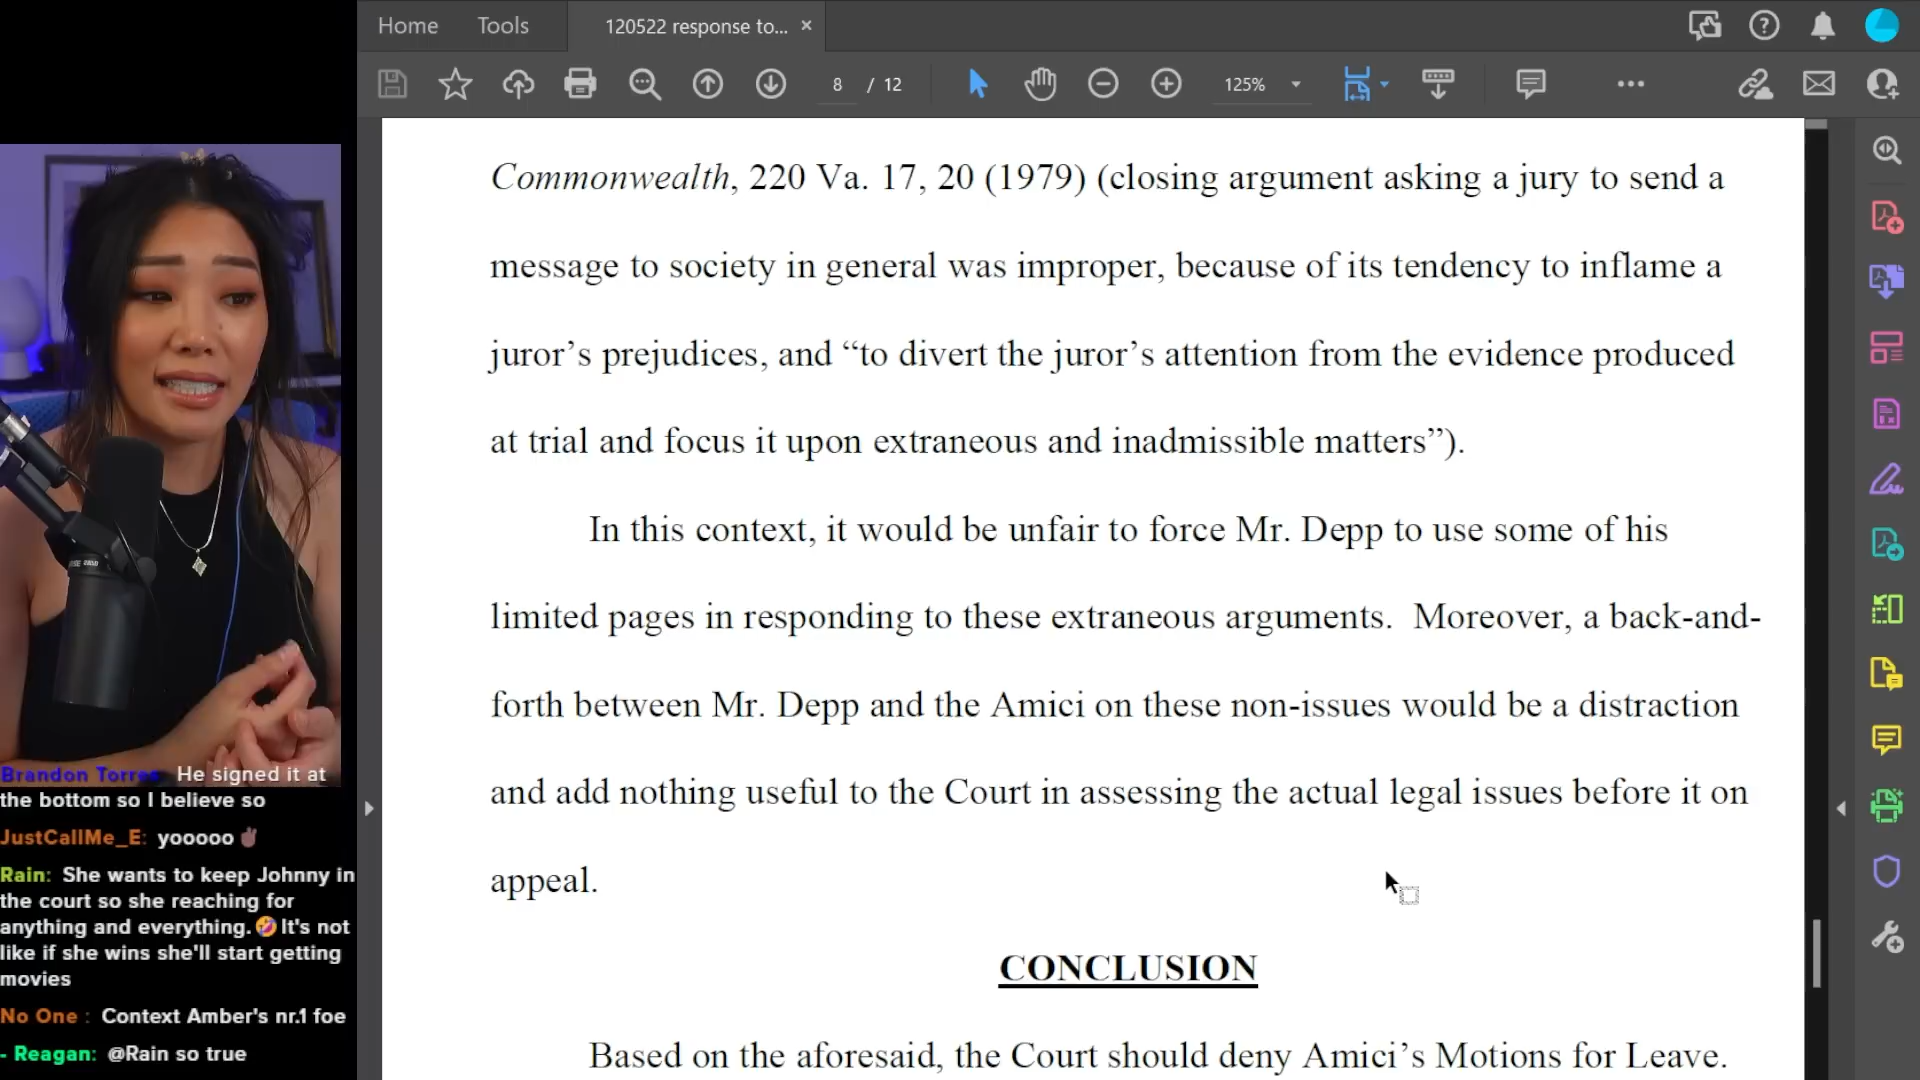 Home Tools 120522 response to... ×
8 / 12 125%
Commonwealth, 220 Va. 17, 20 (1979) (closing argument asking a jury to send a
message to society in general was improper, because of its tendency to inflame a
juror’s prejudices, and “to divert the juror’s attention from the evidence produced
at trial and focus it upon extraneous and inadmissible matters”).
In this context, it would be unfair to force Mr. Depp to use some of his
limited pages in responding to these extraneous arguments. Moreover, a back-and-
forth between Mr. Depp and the Amici on these non-issues would be a distraction
and add nothing useful to the Court in assessing the actual legal issues before it on
appeal.
CONCLUSION
Based on the aforesaid, the Court should deny Amici’s Motions for Leave.
Brandon Torres He signed it at
the bottom so I believe so
JustCallMe_E: yooooo ✌🏾
Rain: She wants to keep Johnny in
the court so she reaching for
anything and everything.🤣It's not
like if she wins she'll start getting
movies
No One : Context Amber's nr.1 foe
- Reagan: @Rain so true